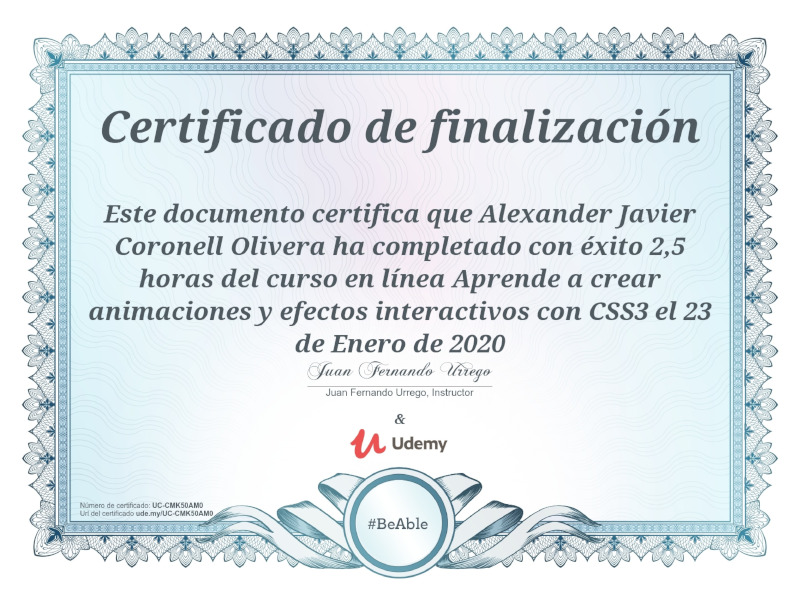 Certificado de finalización
Este documento certifica que Alexander Javier
Coronell Olivera ha completado con éxito 2,5
horas del curso en línea Aprende a crear
animaciones y efectos interactivos con CSS3 el 23
de Enero de 2020
Juan Fernando Urrego
Juan Fernando Urrego, Instructor
&
Udemy
Número de certificado: UC-CMK50AM0
Url del certificado ude.my/UC-CMK50AM0
#BeAble